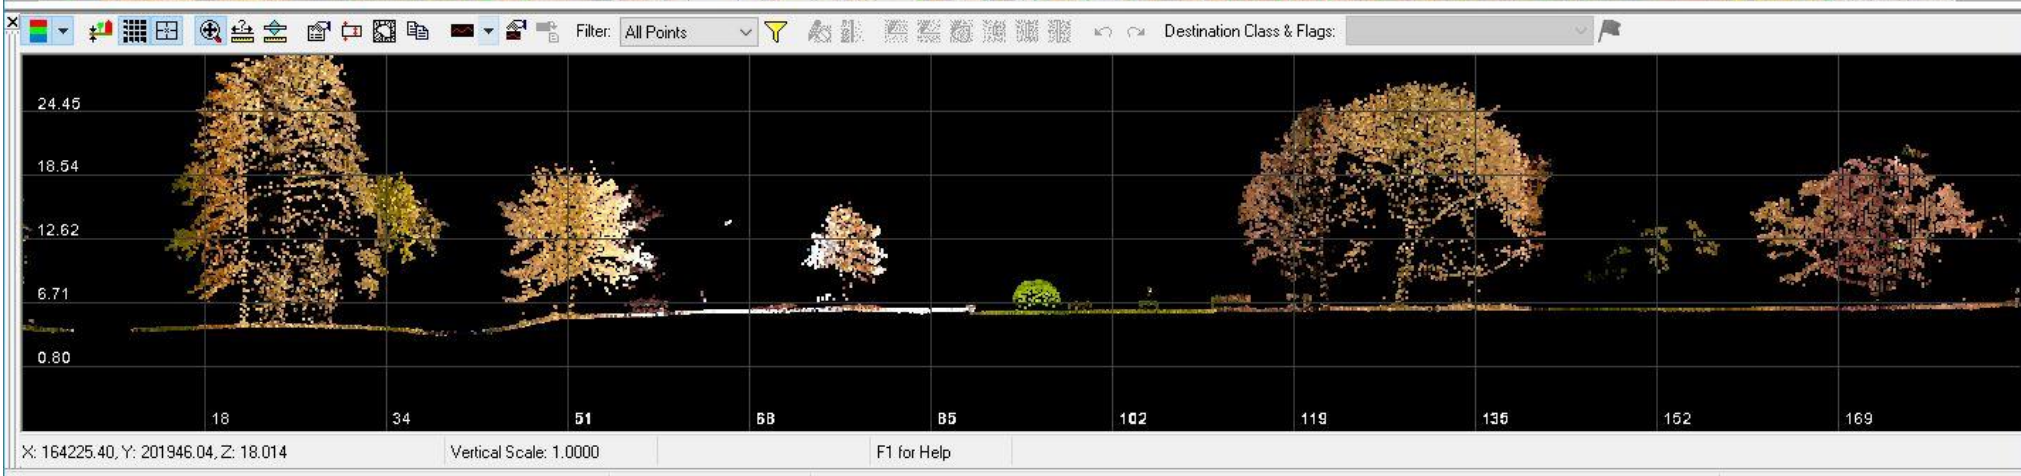 Filter: All Points Destination Class & Flags:
24.45
18.54
12.62
6.71
0.80
18 34 51 68 85 102 119 135 152 169
X: 164225.40, Y: 201946.04, Z: 18.014 Vertical Scale: 1.0000 F1 for Help